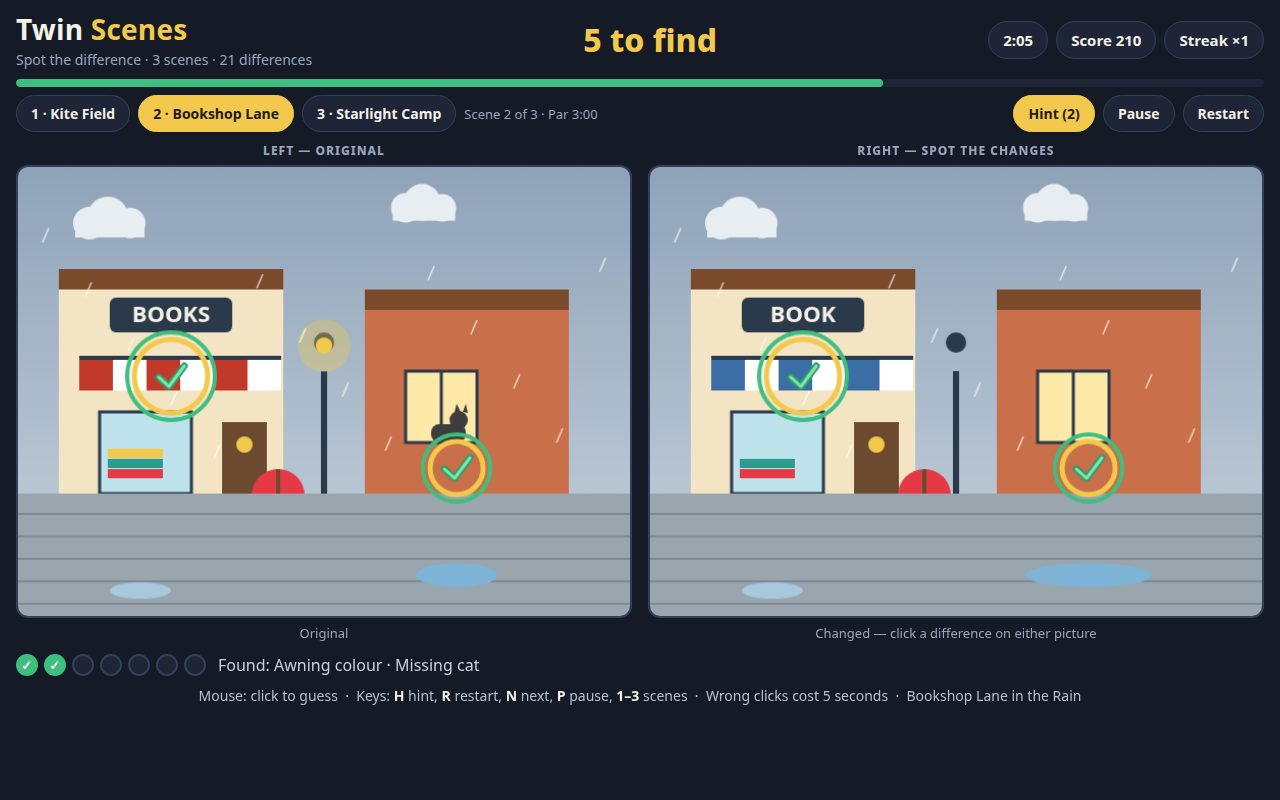 Twin Scenes
Spot the difference · 3 scenes · 21 differences
5 to find
2:05
Score 210
Streak ×1
1 · Kite Field
2 · Bookshop Lane
3 · Starlight Camp
Scene 2 of 3 · Par 3:00
Hint (2)
Pause
Restart
LEFT — ORIGINAL
RIGHT — SPOT THE CHANGES
BOOKS
BOOK
Original
Changed — click a difference on either picture
Found: Awning colour · Missing cat
Mouse: click to guess · Keys: H hint, R restart, N next, P pause, 1–3 scenes · Wrong clicks cost 5 seconds · Bookshop Lane in the Rain